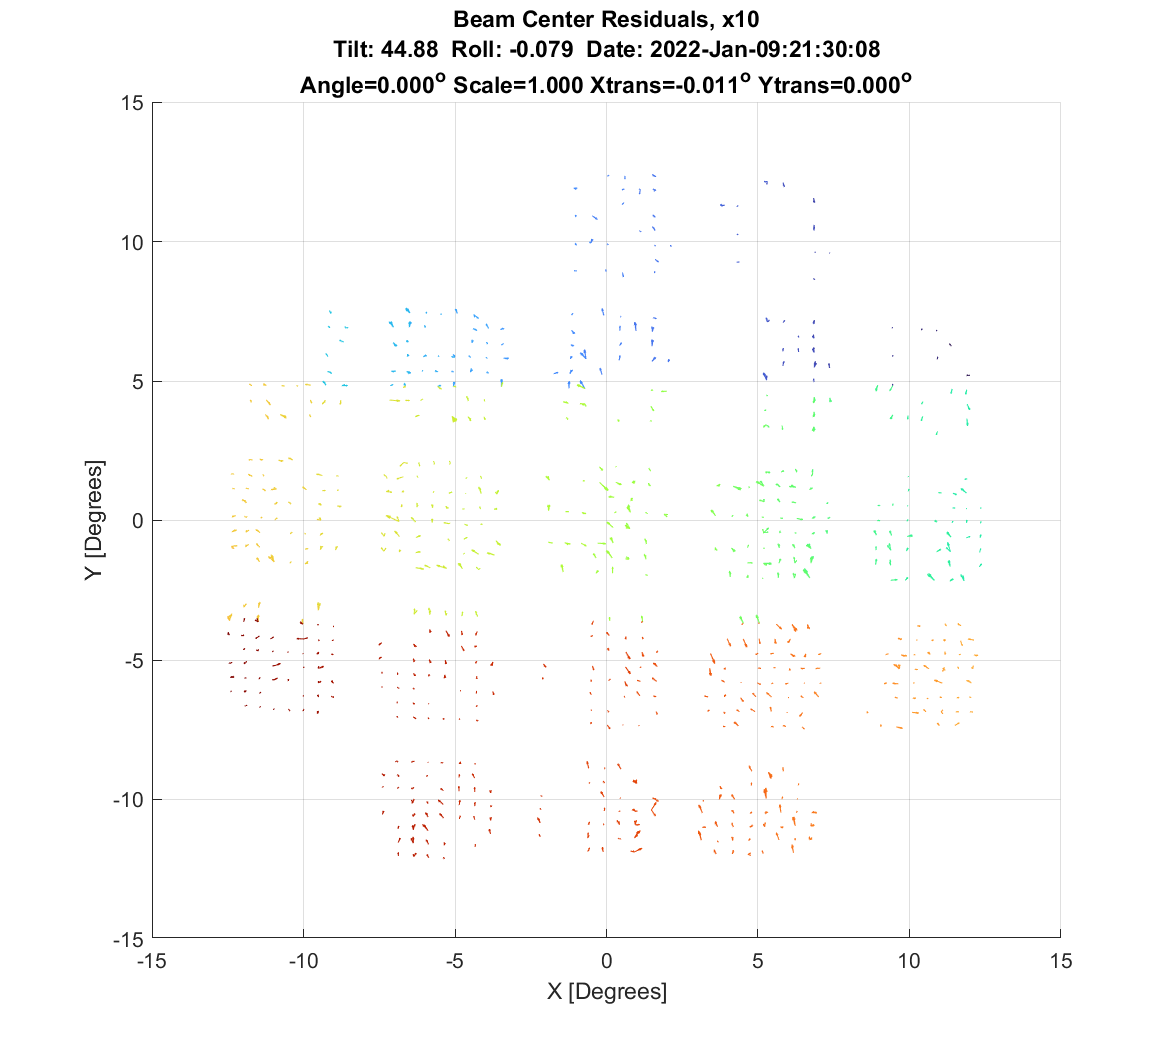 Beam Center Residuals, x10
Tilt: 44.88  Roll: -0.079  Date: 2022-Jan-09:21:30:08
Angle=0.000° Scale=1.000 Xtrans=-0.011° Ytrans=0.000°
15
10
5
0
-5
-10
-15
Y [Degrees]
-15 -10 -5 0 5 10 15
X [Degrees]